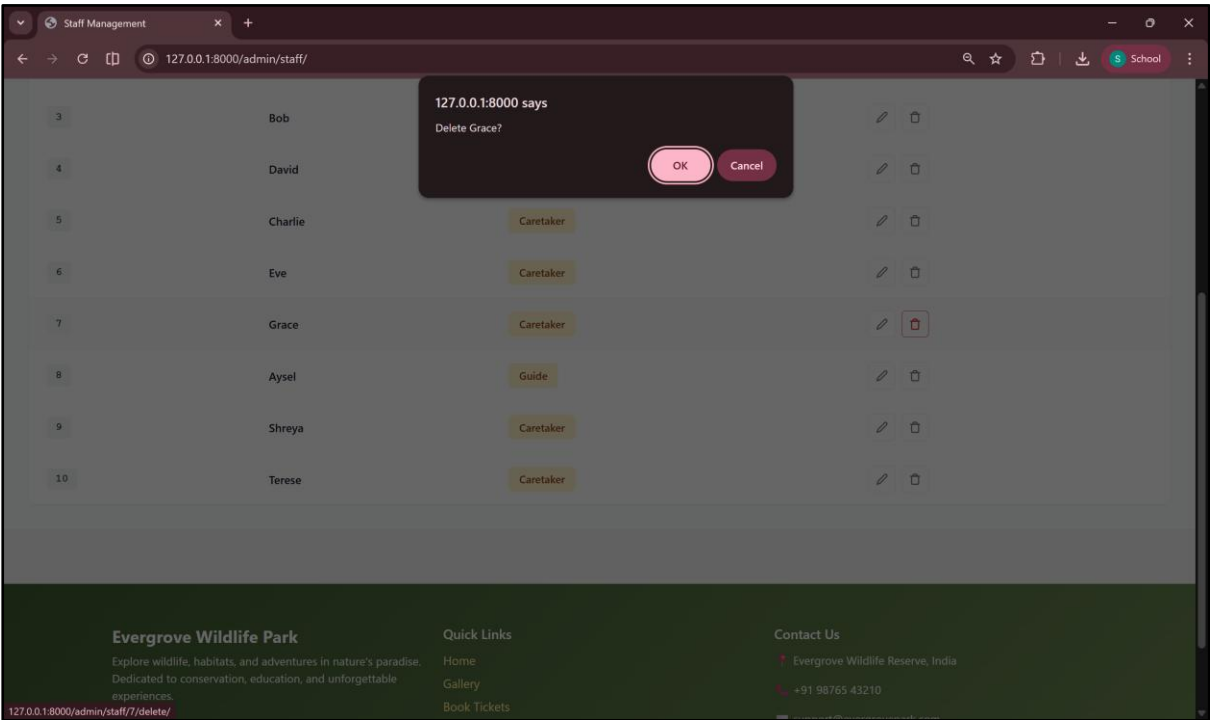 Staff Management
127.0.0.1:8000/admin/staff/
S School
127.0.0.1:8000 says
Delete Grace?
OK Cancel
3 Bob
4 David
5 Charlie Caretaker
6 Eve Caretaker
7 Grace Caretaker
8 Aysel Guide
9 Shreya Caretaker
10 Terese Caretaker
Evergrove Wildlife Park
Explore wildlife, habitats, and adventures in nature's paradise.
Dedicated to conservation, education, and unforgettable
experiences.
Quick Links
Home
Gallery
Book Tickets
Contact Us
Evergrove Wildlife Reserve, India
+91 98765 43210
127.0.0.1:8000/admin/staff/7/delete/